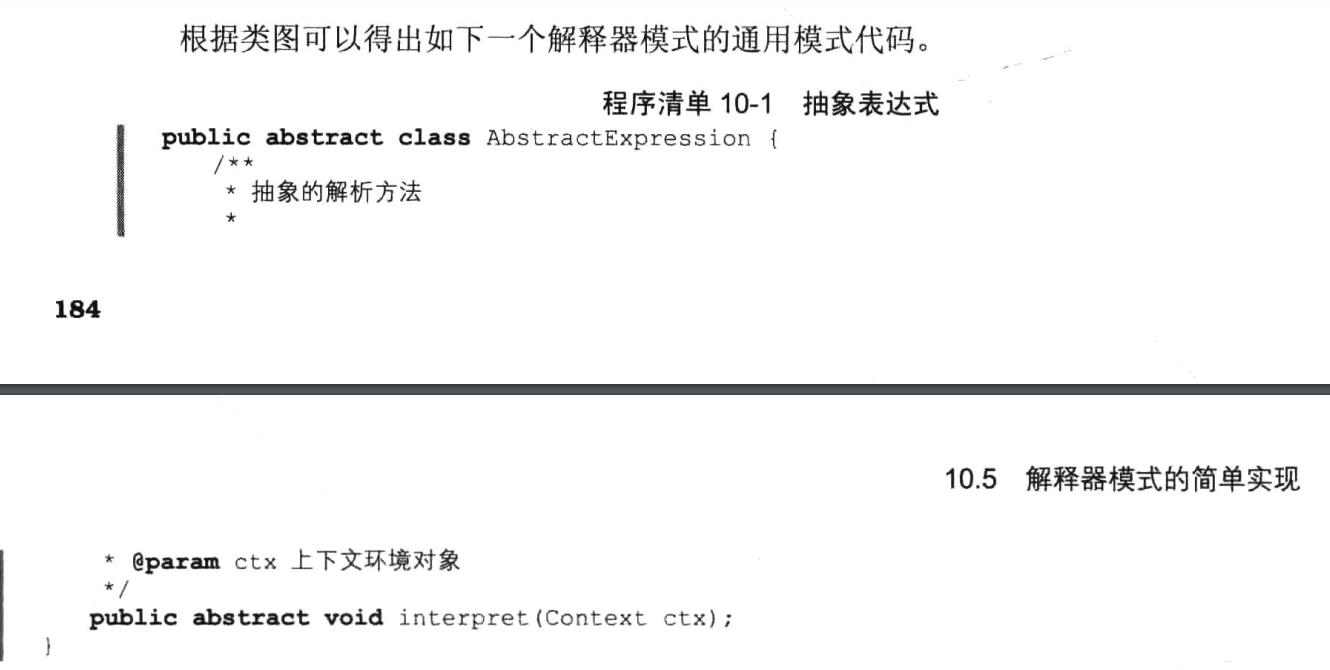 根据类图可以得出如下一个解释器模式的通用模式代码。
程序清单 10-1 抽象表达式
public abstract class AbstractExpression {
/**
* 抽象的解析方法
*
184
10.5 解释器模式的简单实现
* @param ctx 上下文环境对象
*/
public abstract void interpret(Context ctx);
}